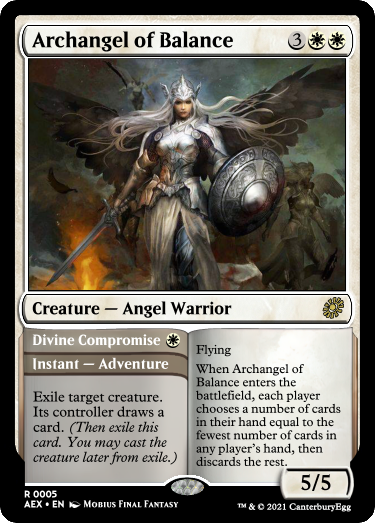 Archangel of Balance 3
Creature — Angel Warrior
Divine Compromise
Instant — Adventure
Exile target creature.
Its controller draws a
card. (Then exile this
card. You may cast the
creature later from exile.)
Flying
When Archangel of
Balance enters the
battlefield, each player
chooses a number of cards
in their hand equal to the
fewest number of cards in
any player's hand, then
discards the rest.
5/5
R 0005
AEX • EN Mobius Final Fantasy
™ & © 2021 CanterburyEgg